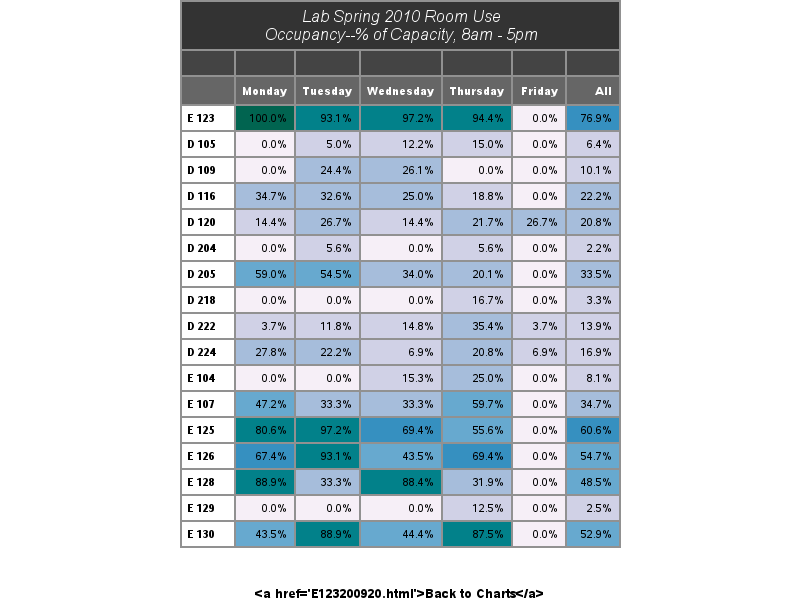 Lab Spring 2010 Room Use
Occupancy--% of Capacity, 8am - 5pm
Monday Tuesday Wednesday Thursday Friday All
E 123 100.0% 93.1% 97.2% 94.4% 0.0% 76.9%
D 105 0.0% 5.0% 12.2% 15.0% 0.0% 6.4%
D 109 0.0% 24.4% 26.1% 0.0% 0.0% 10.1%
D 116 34.7% 32.6% 25.0% 18.8% 0.0% 22.2%
D 120 14.4% 26.7% 14.4% 21.7% 26.7% 20.8%
D 204 0.0% 5.6% 0.0% 5.6% 0.0% 2.2%
D 205 59.0% 54.5% 34.0% 20.1% 0.0% 33.5%
D 218 0.0% 0.0% 0.0% 16.7% 0.0% 3.3%
D 222 3.7% 11.8% 14.8% 35.4% 3.7% 13.9%
D 224 27.8% 22.2% 6.9% 20.8% 6.9% 16.9%
E 104 0.0% 0.0% 15.3% 25.0% 0.0% 8.1%
E 107 47.2% 33.3% 33.3% 59.7% 0.0% 34.7%
E 125 80.6% 97.2% 69.4% 55.6% 0.0% 60.6%
E 126 67.4% 93.1% 43.5% 69.4% 0.0% 54.7%
E 128 88.9% 33.3% 88.4% 31.9% 0.0% 48.5%
E 129 0.0% 0.0% 0.0% 12.5% 0.0% 2.5%
E 130 43.5% 88.9% 44.4% 87.5% 0.0% 52.9%
<a href='E123200920.html'>Back to Charts</a>